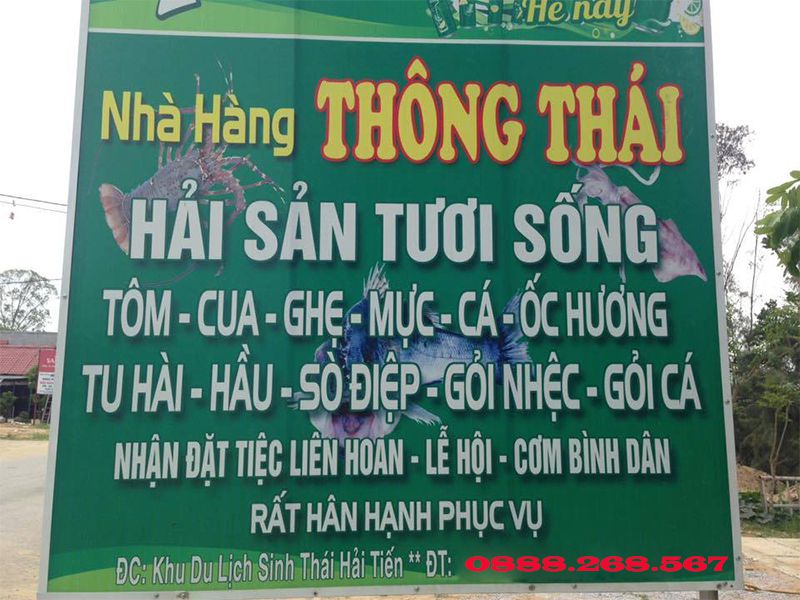 Hè này
Nhà Hàng THÔNG THÁI
HẢI SẢN TƯƠI SỐNG
TÔM - CUA - GHẸ - MỰC - CÁ - ỐC HƯƠNG
TU HÀI - HẦU - SÒ ĐIỆP - GỎI NHỆC - GỎI CÁ
NHẬN ĐẶT TIỆC LIÊN HOAN - LỄ HỘI - CƠM BÌNH DÂN
RẤT HÂN HẠNH PHỤC VỤ
ĐC: Khu Du Lịch Sinh Thái Hải Tiến ** ĐT: 0888.268.567